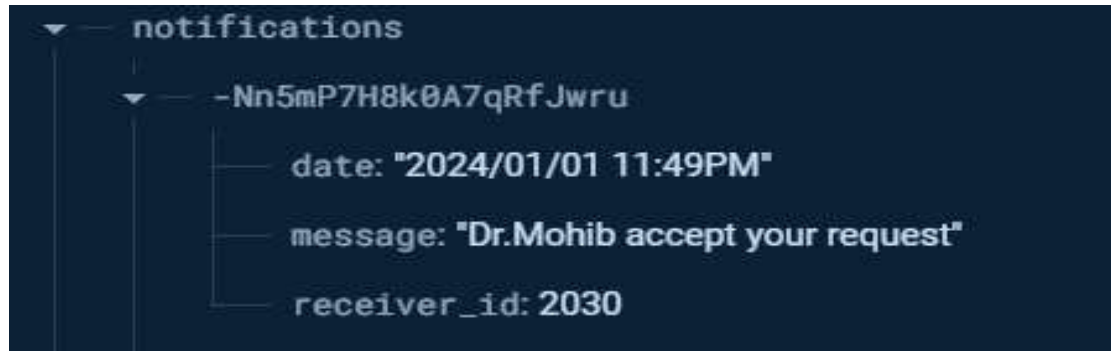 notifications
-Nn5mP7H8k0A7qRfJwru
date: "2024/01/01 11:49PM"
message: "Dr.Mohib accept your request"
receiver_id: 2030